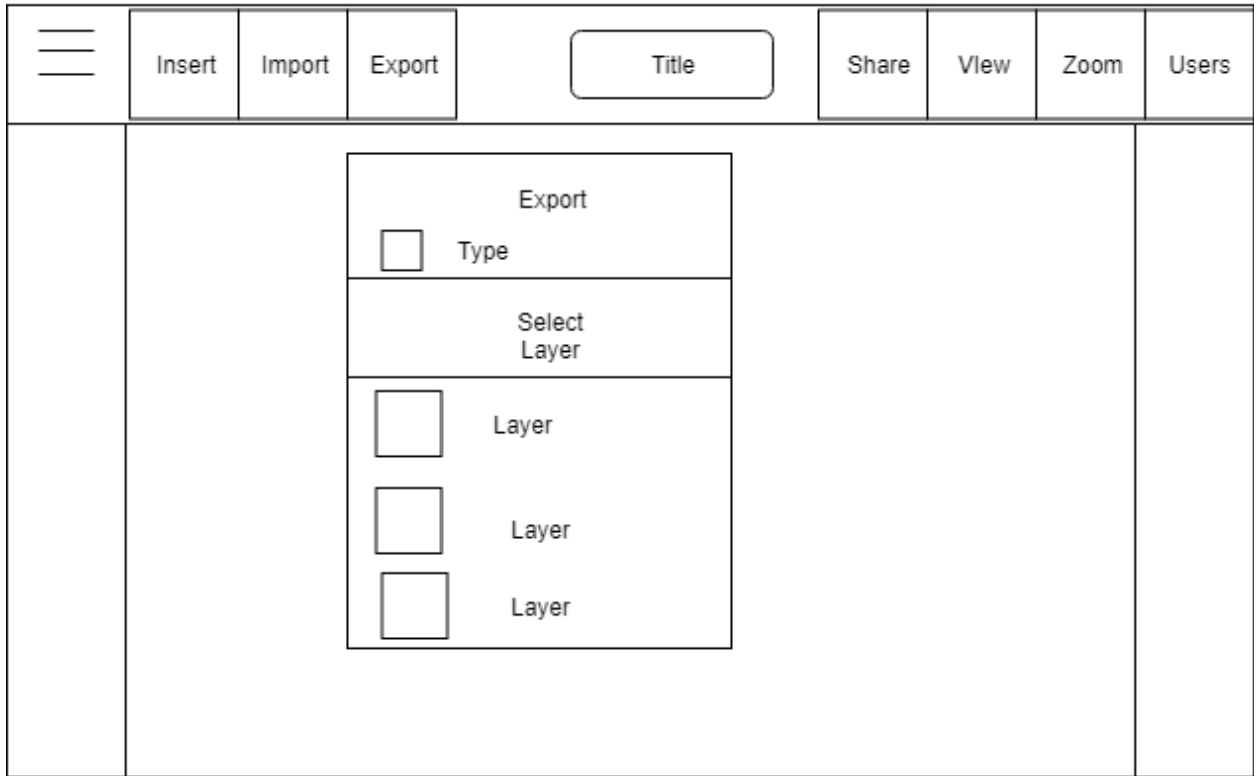 Insert Import Export Title Share VIew Zoom Users
Export
Type
Select
Layer
Layer
Layer
Layer